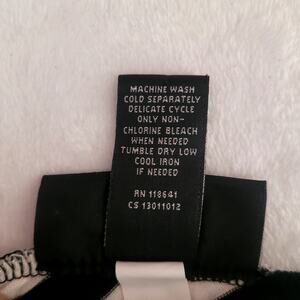 MACHINE WASH
COLD SEPARATELY
DELICATE CYCLE
ONLY NON-
CHLORINE BLEACH
WHEN NEEDED
TUMBLE DRY LOW
COOL IRON
IF NEEDED
RN 118641
CS 13011012